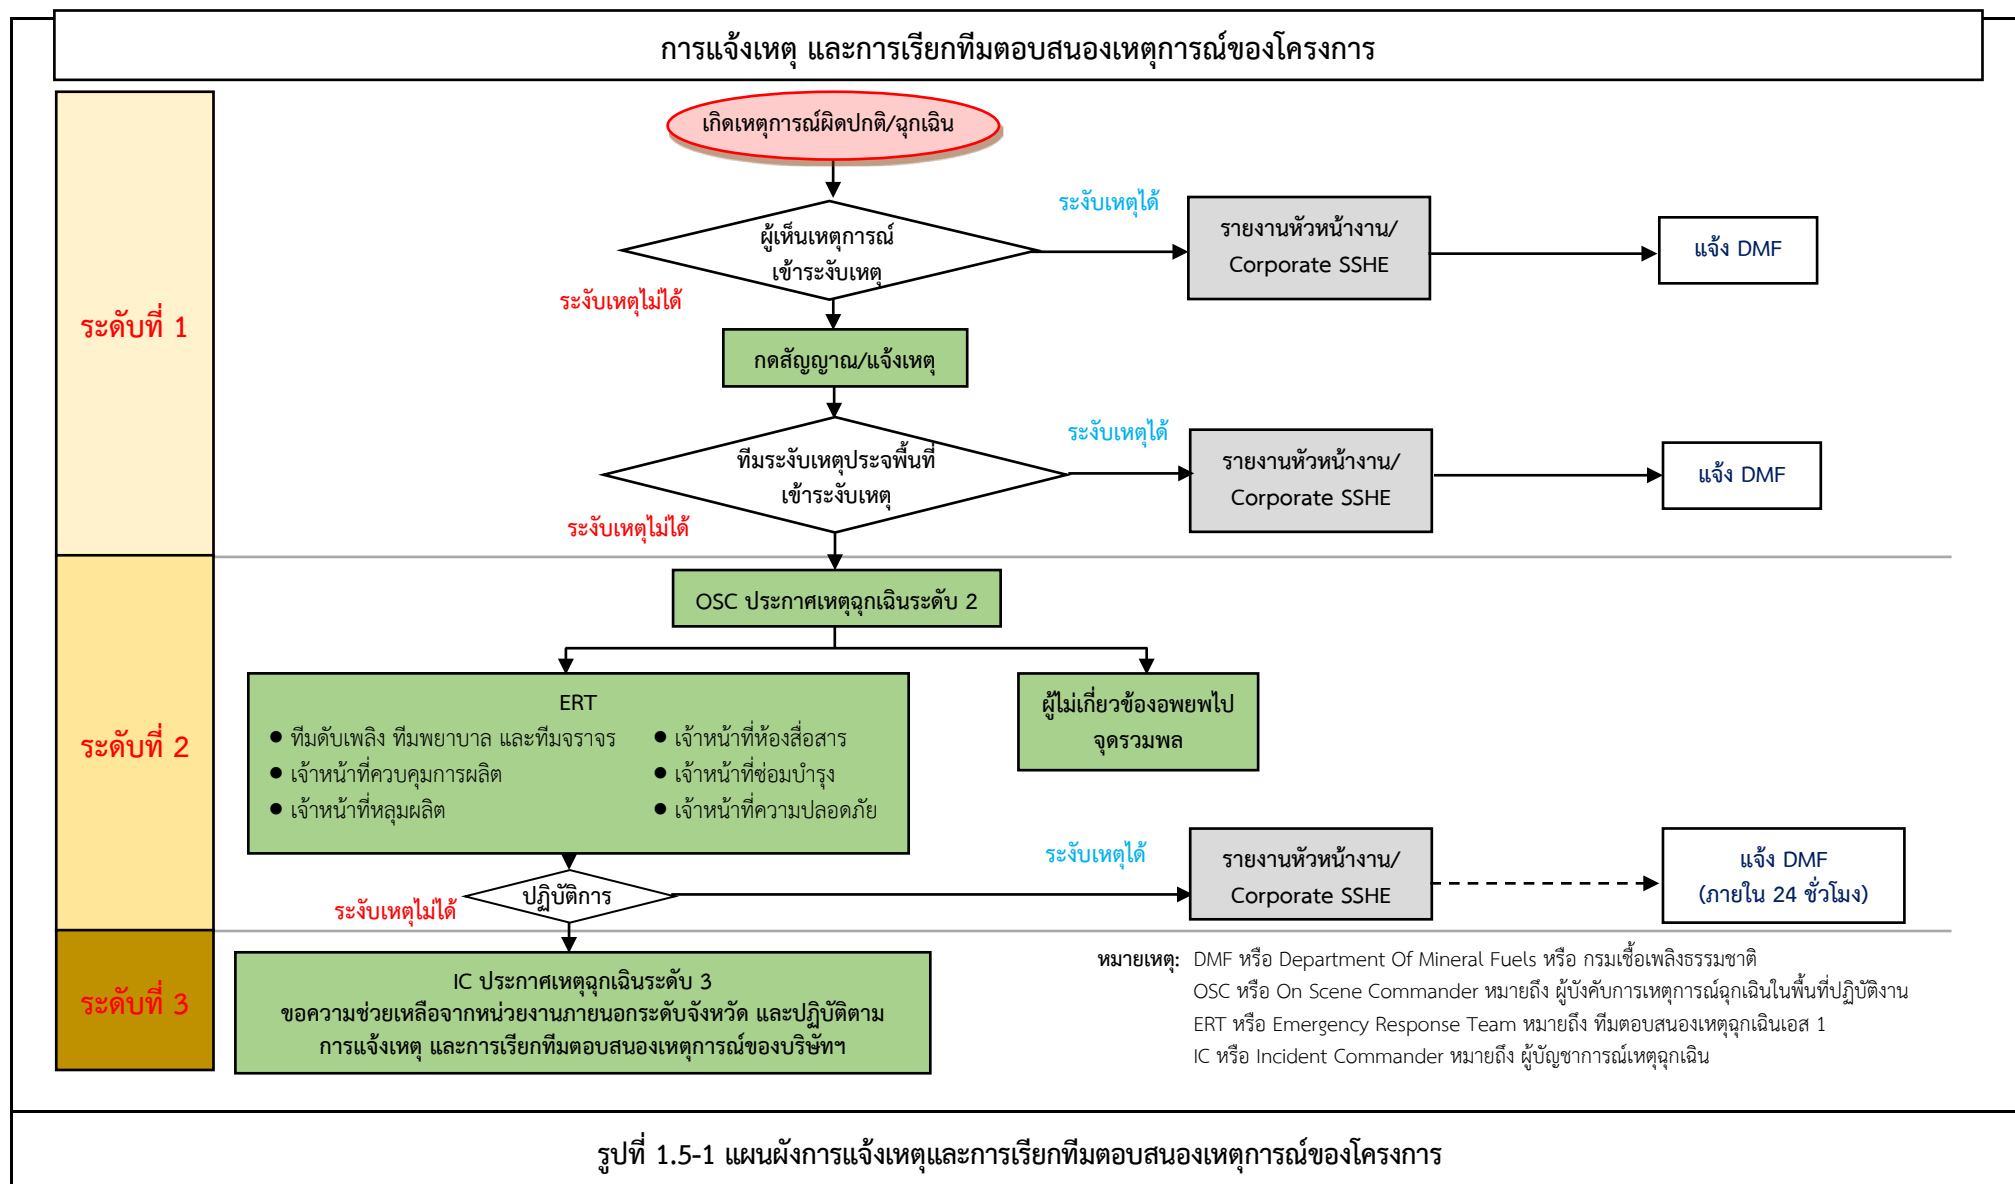 การแจ้งเหตุ และการเรียกทีมตอบสนองเหตุการณ์ของโครงการ
ระดับที่ 1
เกิดเหตุการณ์ผิดปกติ/ฉุกเฉิน
ผู้เห็นเหตุการณ์
เข้าระงับเหตุ
ระงับเหตุได้
รายงานหัวหน้างาน/
Corporate SSHE
แจ้ง DMF
ระงับเหตุไม่ได้
กดสัญญาณ/แจ้งเหตุ
ทีมระงับเหตุประจพื้นที่
เข้าระงับเหตุ
ระงับเหตุได้
รายงานหัวหน้างาน/
Corporate SSHE
แจ้ง DMF
ระงับเหตุไม่ได้
ระดับที่ 2
OSC ประกาศเหตุฉุกเฉินระดับ 2
ERT
● ทีมดับเพลิง ทีมพยาบาล และทีมจราจร
● เจ้าหน้าที่ควบคุมการผลิต
● เจ้าหน้าที่หลุมผลิต
● เจ้าหน้าที่ห้องสื่อสาร
● เจ้าหน้าที่ซ่อมบำรุง
● เจ้าหน้าที่ความปลอดภัย
ผู้ไม่เกี่ยวข้องอพยพไป
จุดรวมพล
ปฏิบัติการ
ระงับเหตุได้
รายงานหัวหน้างาน/
Corporate SSHE
แจ้ง DMF
(ภายใน 24 ชั่วโมง)
ระงับเหตุไม่ได้
ระดับที่ 3
IC ประกาศเหตุฉุกเฉินระดับ 3
ขอความช่วยเหลือจากหน่วยงานภายนอกระดับจังหวัด และปฏิบัติตาม
การแจ้งเหตุ และการเรียกทีมตอบสนองเหตุการณ์ของบริษัทฯ
หมายเหตุ: DMF หรือ Department Of Mineral Fuels หรือ กรมเชื้อเพลิงธรรมชาติ
OSC หรือ On Scene Commander หมายถึง ผู้บังคับการเหตุการณ์ฉุกเฉินในพื้นที่ปฏิบัติงาน
ERT หรือ Emergency Response Team หมายถึง ทีมตอบสนองเหตุฉุกเฉินเอส 1
IC หรือ Incident Commander หมายถึง ผู้บัญชาการณ์เหตุฉุกเฉิน
รูปที่ 1.5-1 แผนผังการแจ้งเหตุและการเรียกทีมตอบสนองเหตุการณ์ของโครงการ